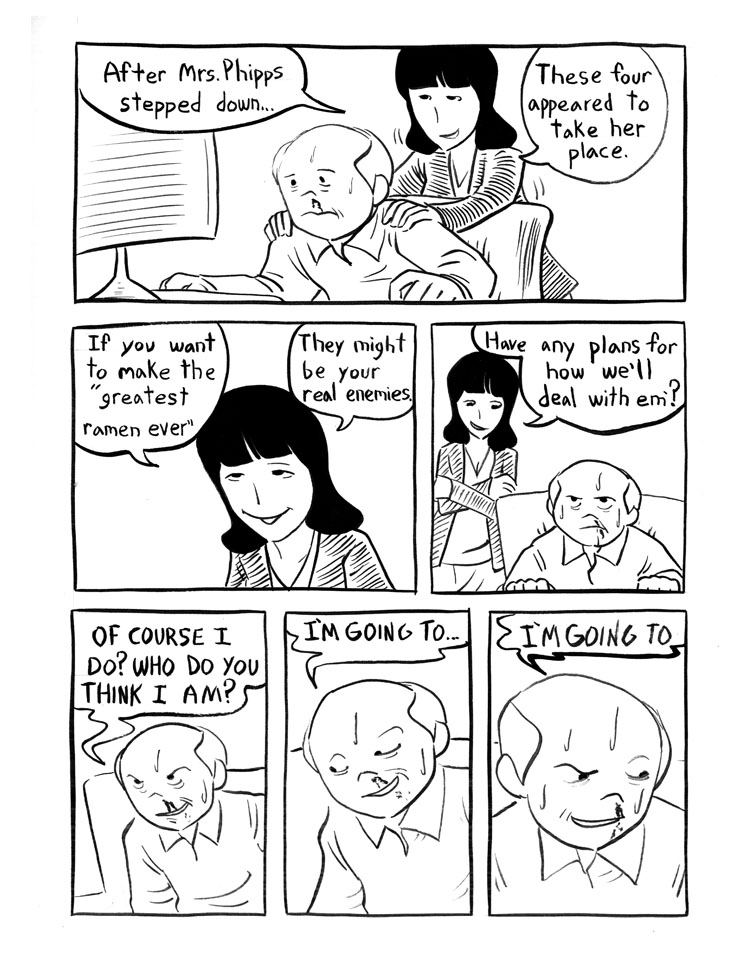 After Mrs. Phipps
stepped down...
These four
appeared to
take her
place.
If you want
to make the
"greatest
ramen ever"
They might
be your
real enemies.
Have any plans for
how we'll
deal with em'?
OF COURSE I
DO? WHO DO YOU
THINK I AM?
I'M GOING TO...
I'M GOING TO